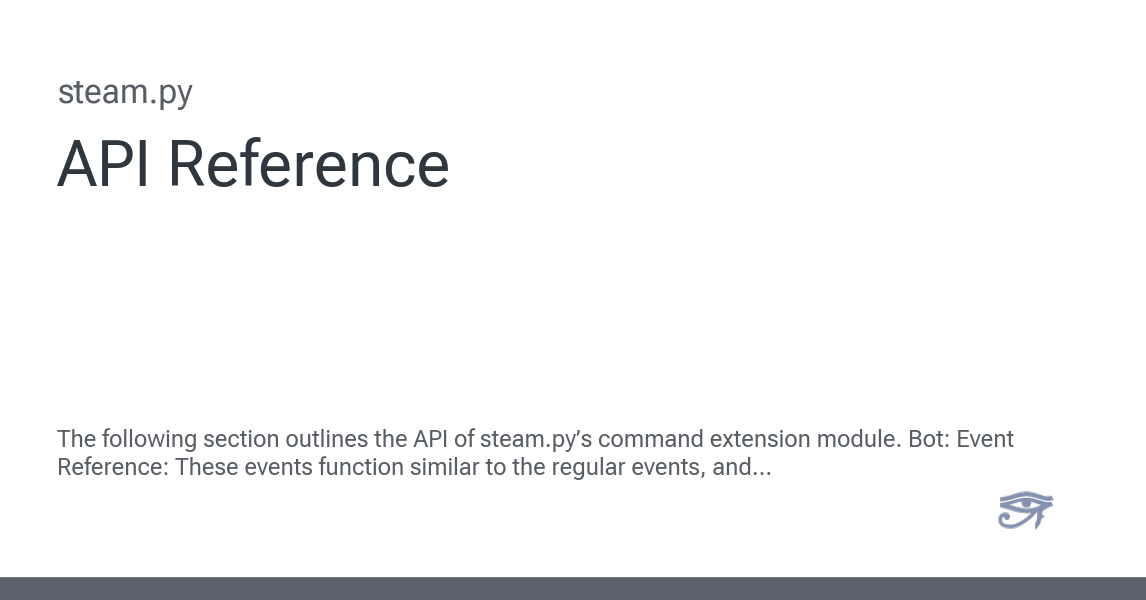 steam.py
API Reference
The following section outlines the API of steam.py’s command extension module. Bot: Event
Reference: These events function similar to the regular events, and...